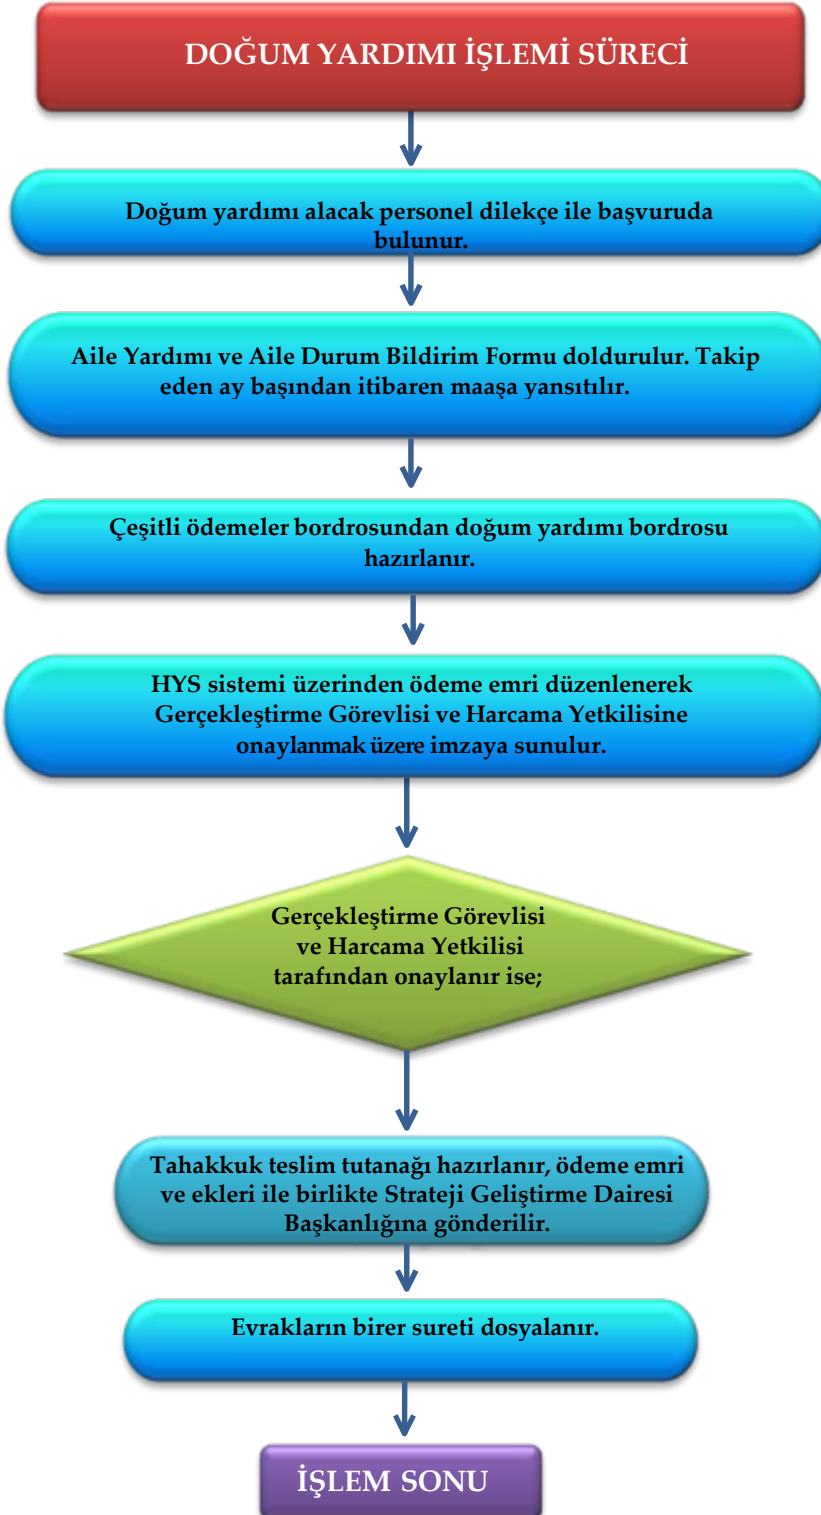 DOĞUM YARDIMI İŞLEMİ SÜRECİ
Doğum yardımı alacak personel dilekçe ile başvuruda
bulunur.
Aile Yardımı ve Aile Durum Bildirim Formu doldurulur. Takip
eden ay başından itibaren maaşa yansıtılır.
Çeşitli ödemeler bordrosundan doğum yardımı bordrosu
hazırlanır.
HYS sistemi üzerinden ödeme emri düzenlenerek
Gerçekleştirme Görevlisi ve Harcama Yetkilisine
onaylanmak üzere imzaya sunulur.
Gerçekleştirme Görevlisi
ve Harcama Yetkilisi
tarafından onaylanır ise;
Tahakkuk teslim tutanağı hazırlanır, ödeme emri
ve ekleri ile birlikte Strateji Geliştirme Dairesi
Başkanlığına gönderilir.
Evrakların birer sureti dosyalanır.
İŞLEM SONU